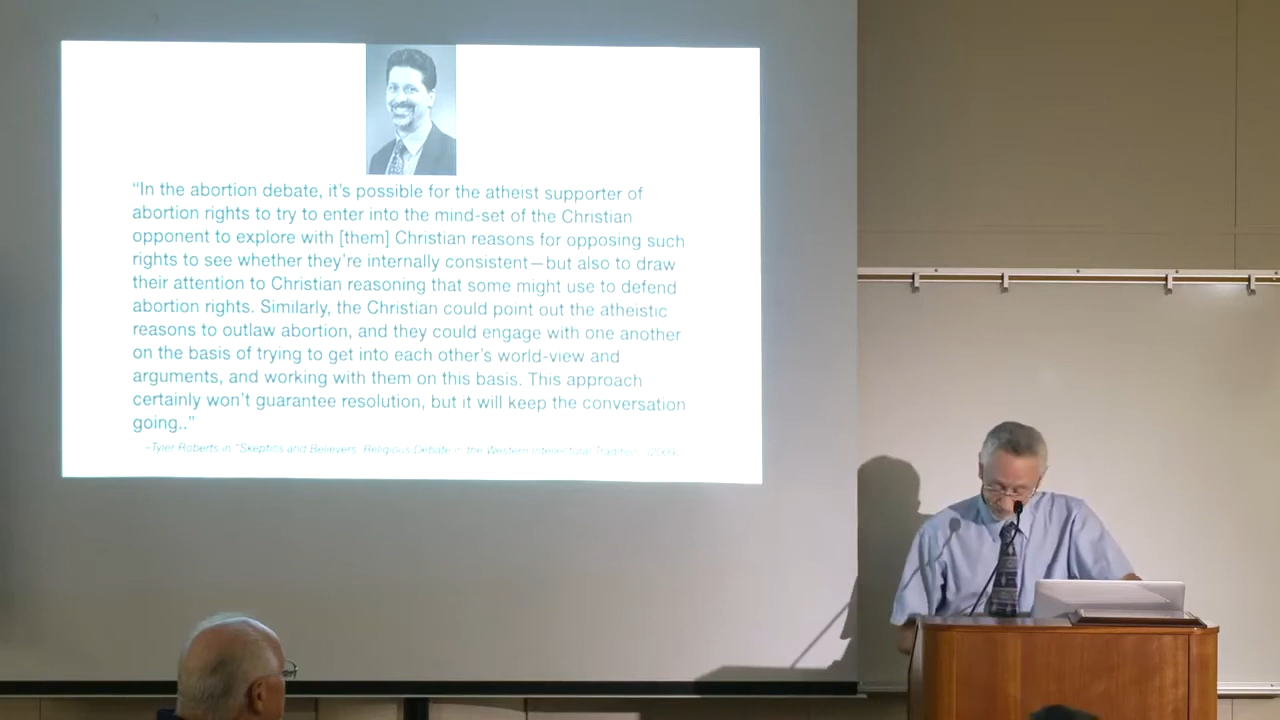 “In the abortion debate, it’s possible for the atheist supporter of
abortion rights to try to enter into the mind-set of the Christian
opponent to explore with [them] Christian reasons for opposing such
rights to see whether they’re internally consistent—but also to draw
their attention to Christian reasoning that some might use to defend
abortion rights. Similarly, the Christian could point out the atheistic
reasons to outlaw abortion, and they could engage with one another
on the basis of trying to get into each other’s world-view and
arguments, and working with them on this basis. This approach
certainly won’t guarantee resolution, but it will keep the conversation
going..”
–Tyler Roberts in “Skeptics and Believers: Religious Debate in the Western Intellectual Tradition” (2009)